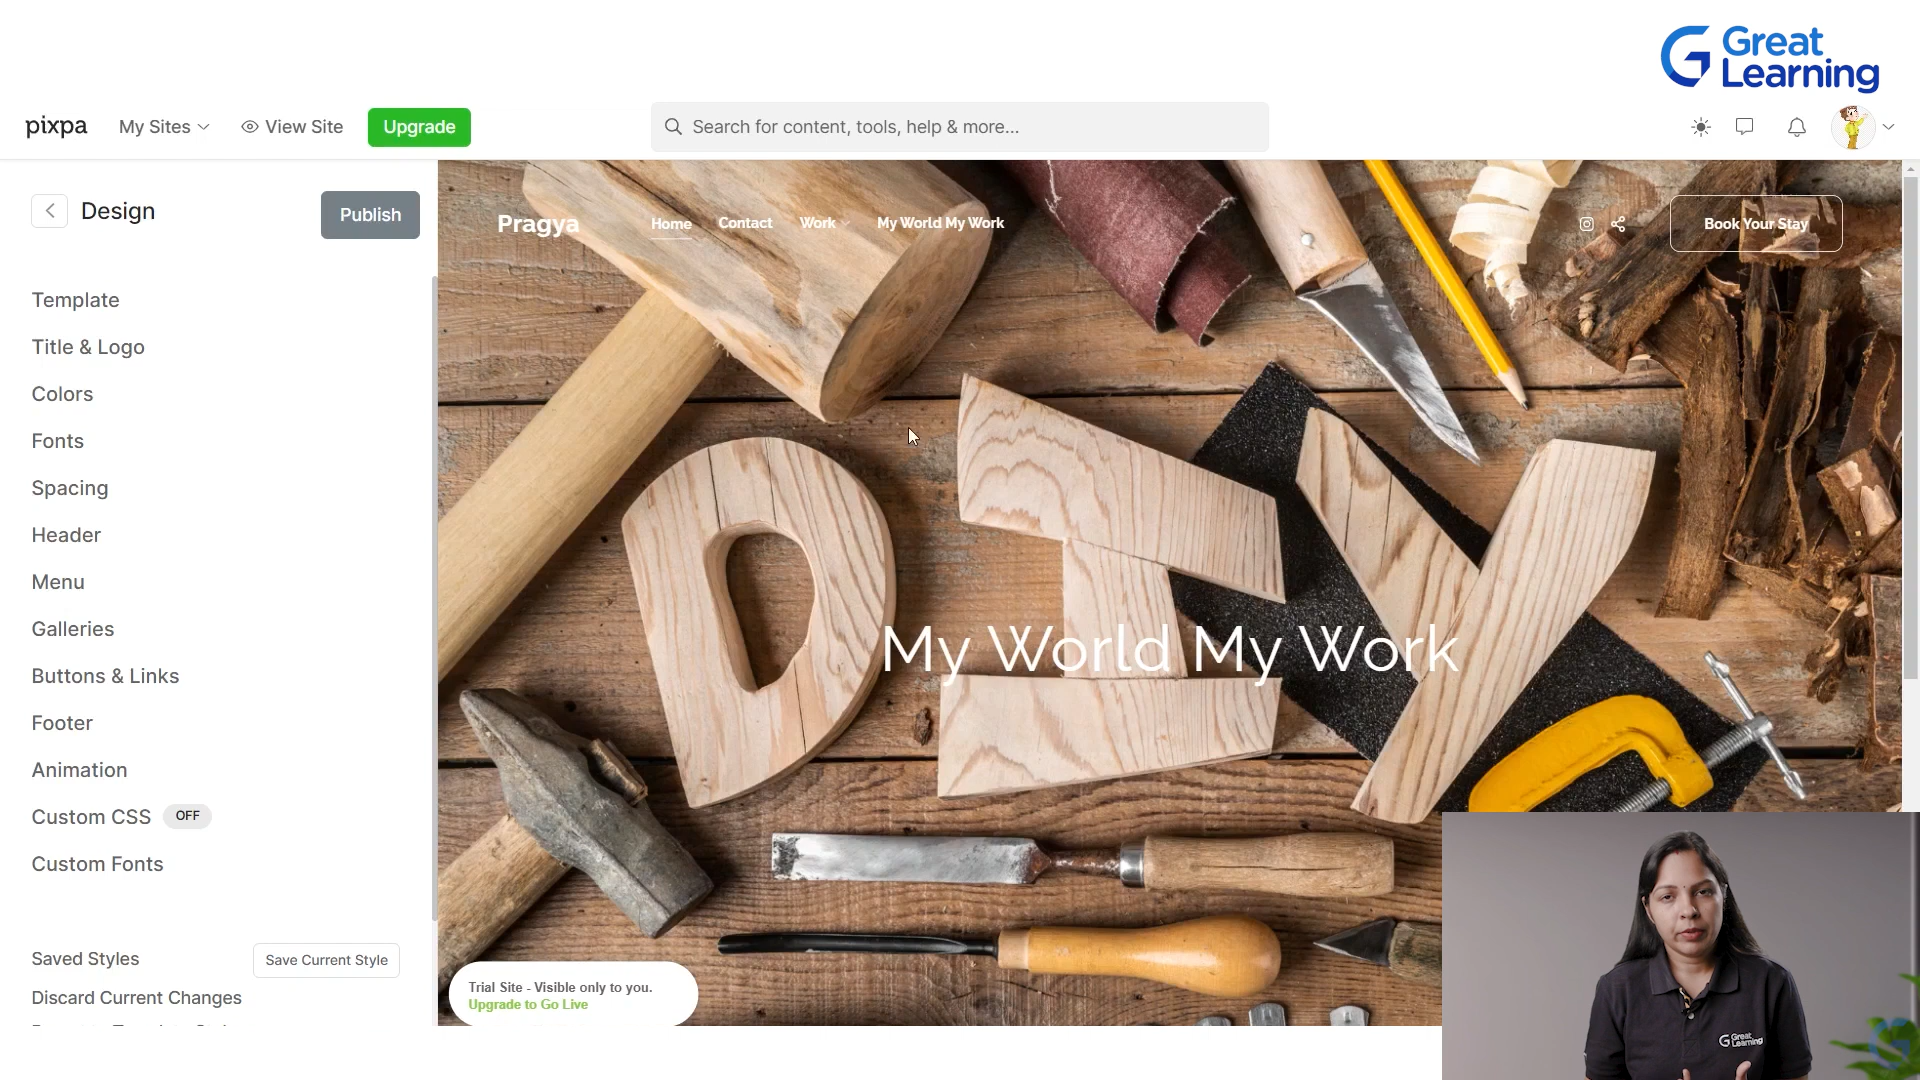 Great
Learning
pixpa
My Sites
View Site
Upgrade
Search for content, tools, help & more...
Design
Publish
Template
Title & Logo
Colors
Fonts
Spacing
Header
Menu
Galleries
Buttons & Links
Footer
Animation
Custom CSS OFF
Custom Fonts
Saved Styles
Save Current Style
Discard Current Changes
Pragya
Home
Contact
Work
My World My Work
Book Your Stay
DIY
My World My Work
Trial Site - Visible only to you.
Upgrade to Go Live
Great
Learning